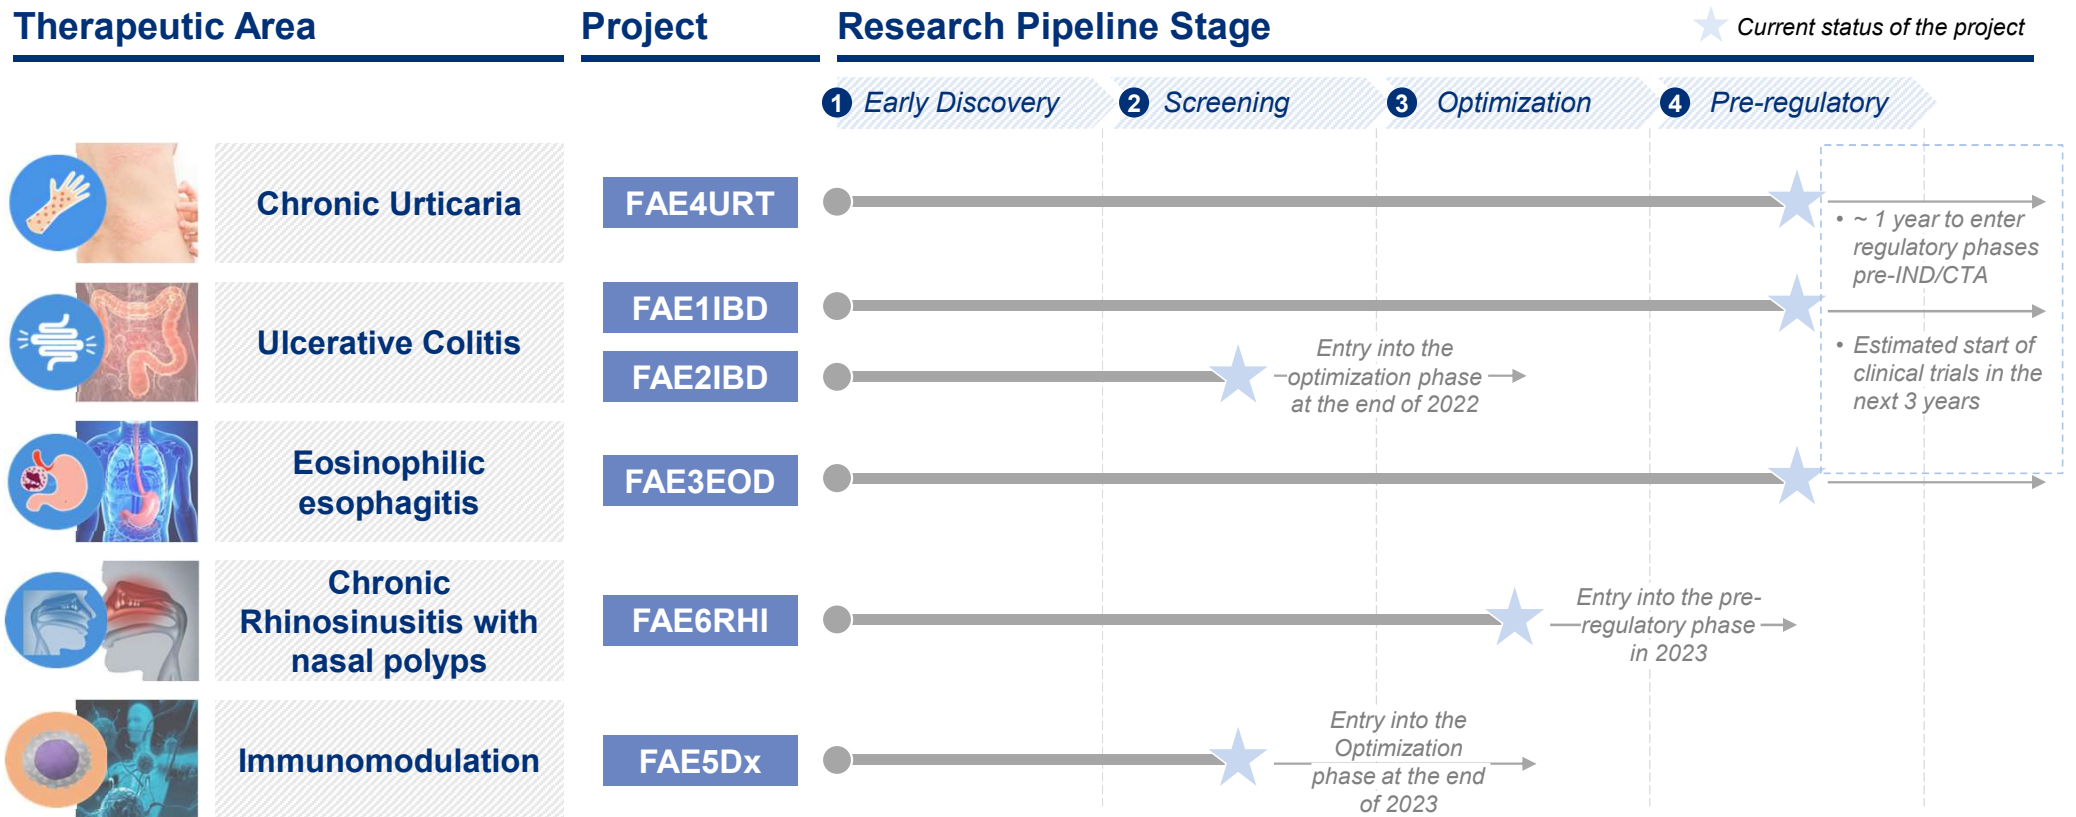 Therapeutic Area
Project
Research Pipeline Stage
Current status of the project
1 Early Discovery
2 Screening
3 Optimization
4 Pre-regulatory
Chronic Urticaria
FAE4URT
• ~ 1 year to enter
regulatory phases
pre-IND/CTA
Ulcerative Colitis
FAE1IBD
FAE2IBD
Entry into the
optimization phase
at the end of 2022
• Estimated start of
clinical trials in the
next 3 years
Eosinophilic
esophagitis
FAE3EOD
Chronic
Rhinosinusitis with
nasal polyps
FAE6RHI
Entry into the pre-
regulatory phase
in 2023
Immunomodulation
FAE5Dx
Entry into the
Optimization
phase at the end
of 2023